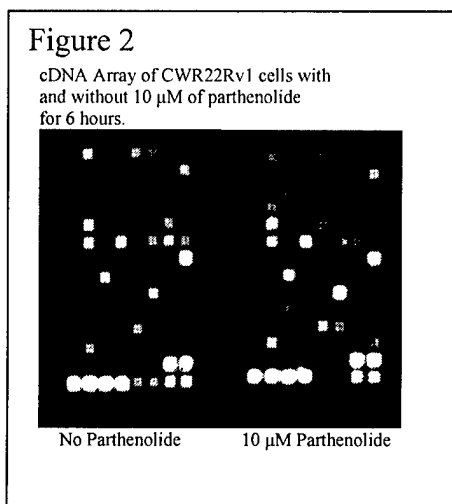 Figure 2
cDNA Array of CWR22Rv1 cells with
and without 10 µM of parthenolide
for 6 hours.
No Parthenolide
10 µM Parthenolide